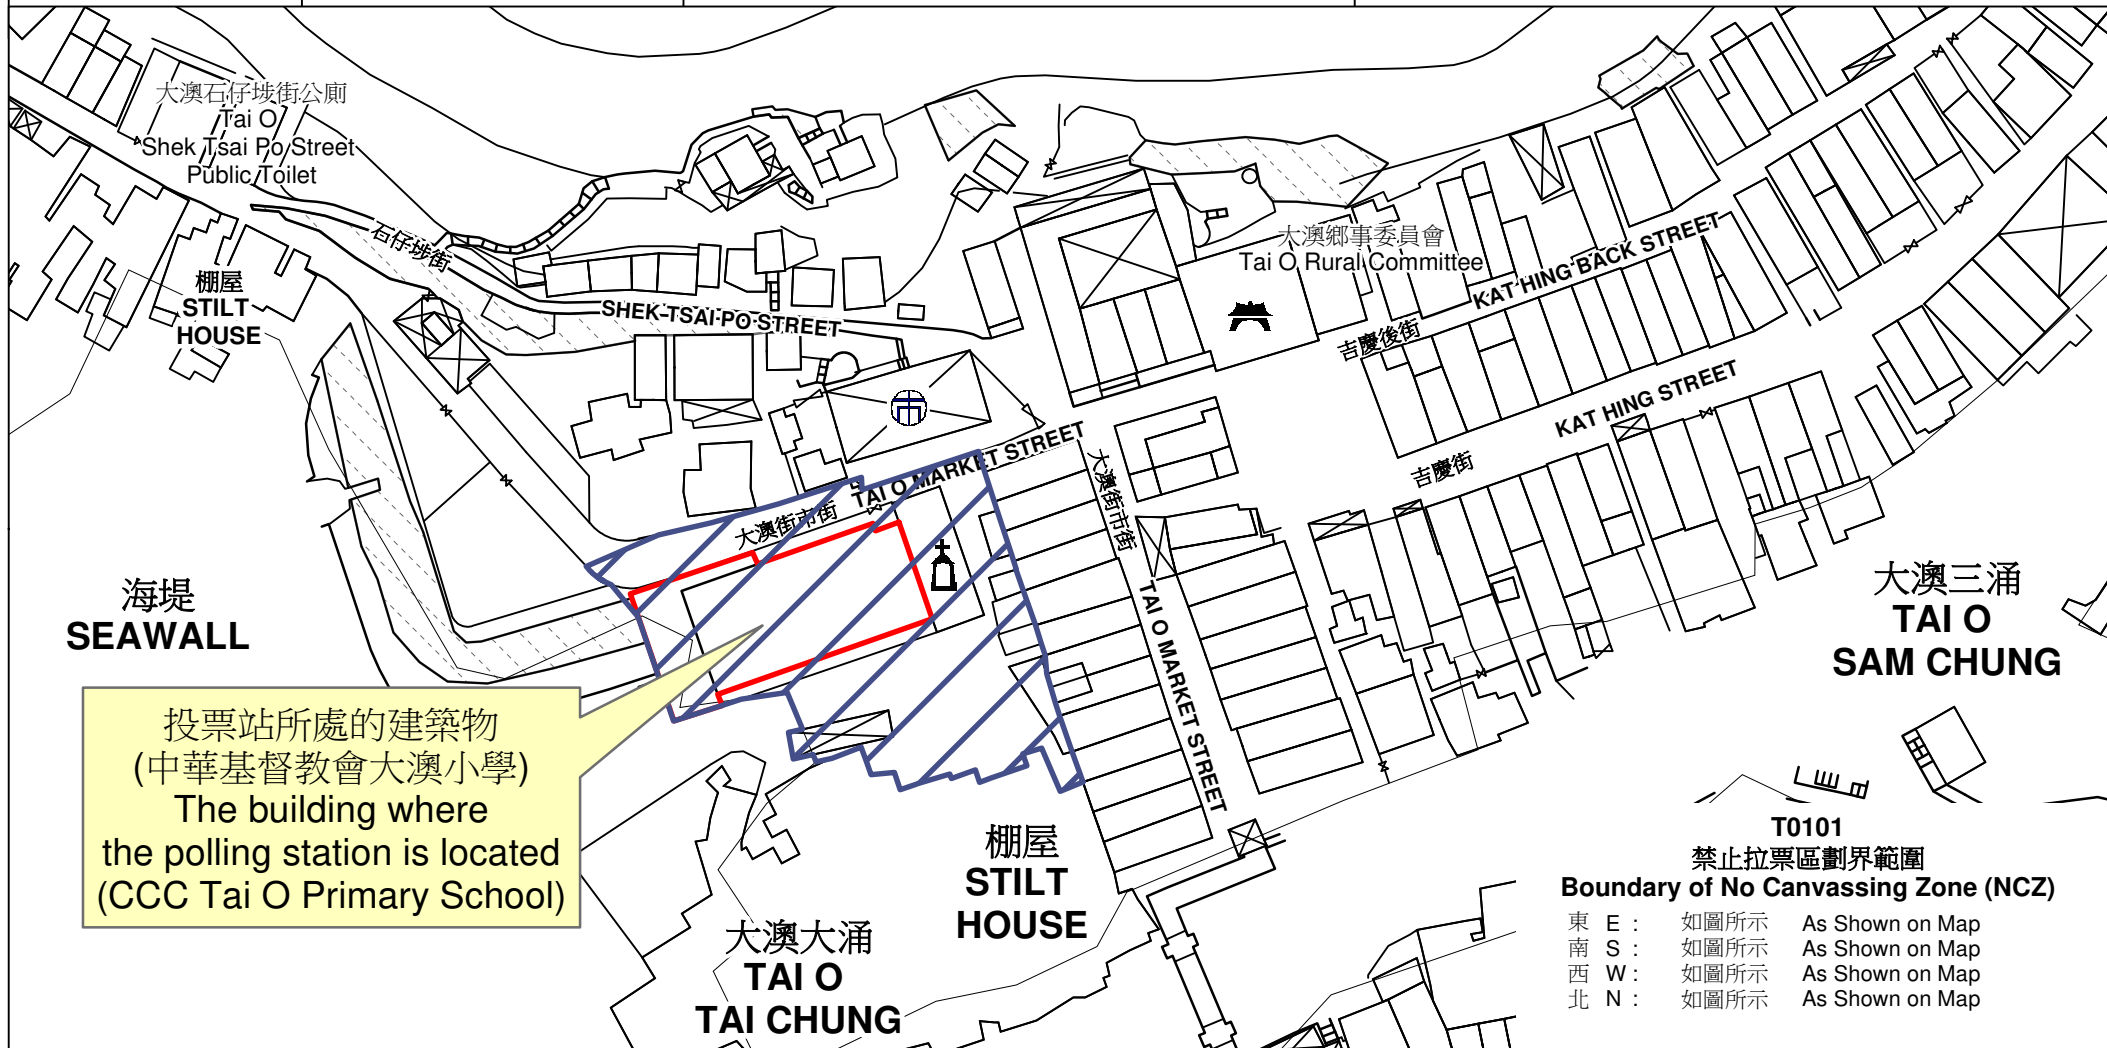 大澳石仔埗街公廁
Tai O
Shek Tsai Po Street
Public Toilet
石仔埗街
棚屋
STILT
HOUSE
SHEK TSAI PO STREET
大澳鄉事委員會
Tai O Rural Committee
KAT HING BACK STREET
吉慶後街
KAT HING STREET
吉慶街
TAI O MARKET STREET
大澳街市街
大澳街市街
TAI O MARKET STREET
海堤
SEAWALL
大澳三涌
TAI O
SAM CHUNG
投票站所處的建築物
(中華基督教會大澳小學)
The building where
the polling station is located
(CCC Tai O Primary School)
棚屋
STILT
HOUSE
大澳大涌
TAI O
TAI CHUNG
T0101
禁止拉票區劃界範圍
Boundary of No Canvassing Zone (NCZ)
東 E : 如圖所示 As Shown on Map
南 S : 如圖所示 As Shown on Map
西 W : 如圖所示 As Shown on Map
北 N : 如圖所示 As Shown on Map